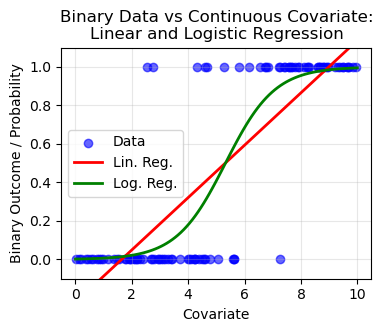 Binary Data vs Continuous Covariate:
Linear and Logistic Regression
Binary Outcome / Probability
1.0
0.8
0.6
0.4
0.2
0.0
Data
Lin. Reg.
Log. Reg.
0
2
4
6
8
10
Covariate